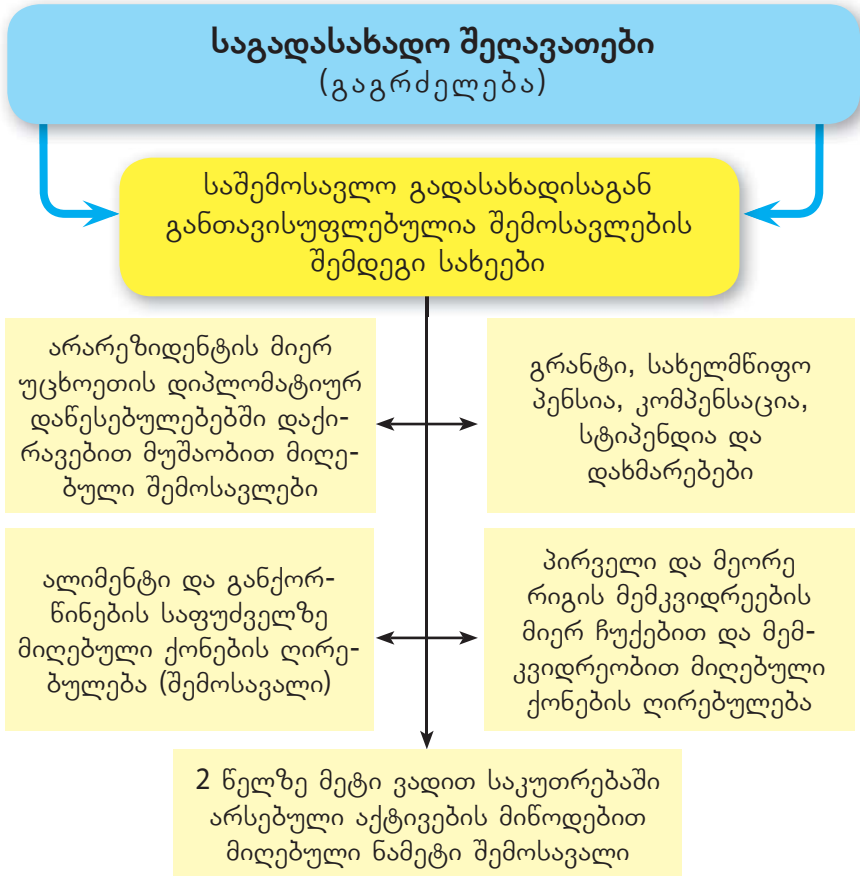 საგადასახადო შეღავათები
(გაგრძელება)
საშემოსავლო გადასახადისაგან
განთავისუფლებულია შემოსავლების
შემდეგი სახეები
არარეზიდენტის მიერ
უცხოეთის დიპლომატიურ
დაწესებულებებში დაქი-
რავებით მუშაობით მიღე-
ბული შემოსავლები
გრანტი, სახელმწიფო
პენსია, კომპენსაცია,
სტიპენდია და
დახმარებები
ალიმენტი და განქორ-
წინების საფუძველზე
მიღებული ქონების ღირე-
ბულება (შემოსავალი)
პირველი და მეორე
რიგის მემკვიდრეების
მიერ ჩუქებით და მემ-
კვიდრეობით მიღებული
ქონების ღირებულება
2 წელზე მეტი ვადით საკუთრებაში
არსებული აქტივების მიწოდებით
მიღებული ნამეტი შემოსავალი